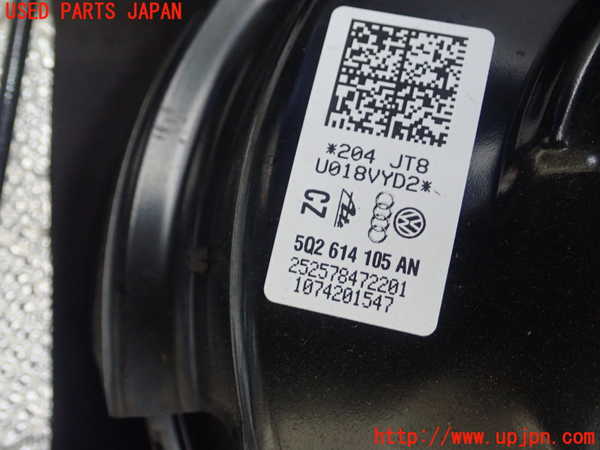 USED PARTS JAPAN
*204 JT8
U018VYD2*
CZ
5Q2 614 105 AN
252578472201
1074201547
http://www.upjpn.com/